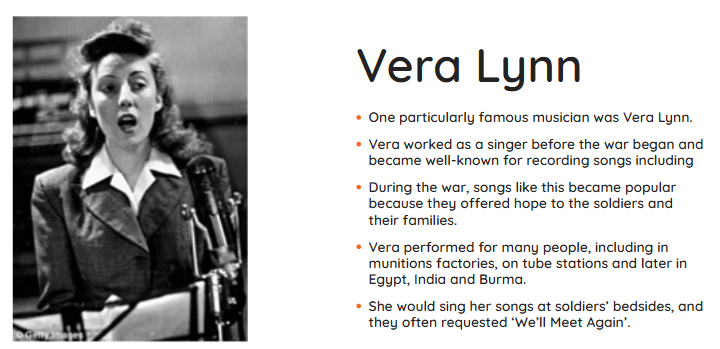 Vera Lynn
One particularly famous musician was Vera Lynn.
Vera worked as a singer before the war began and
became well-known for recording songs including
During the war, songs like this became popular
because they offered hope to the soldiers and
their families.
Vera performed for many people, including in
munitions factories, on tube stations and later in
Egypt, India and Burma.
She would sing her songs at soldiers’ bedsides, and
they often requested ‘We’ll Meet Again’.
© Getty Images